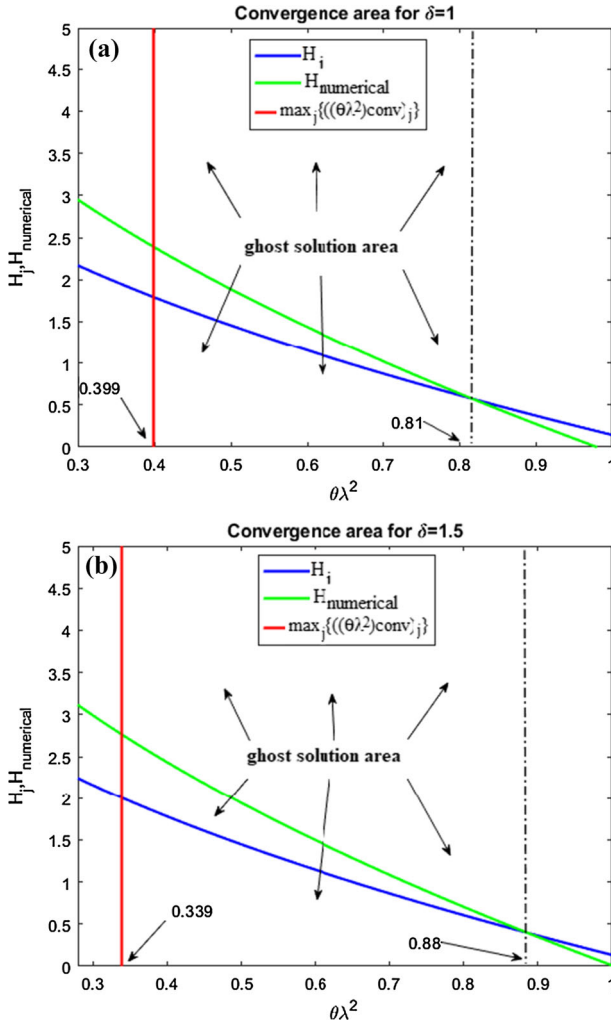 Convergence area for δ=1
(a)
H_j
H_numerical
max_j{((θλ²)conv)_j}
5
4.5
4
3.5
3
2.5
2
1.5
1
0.5
0
H_j,H_numerical
ghost solution area
0.399
0.81
0.3 0.4 0.5 0.6 0.7 0.8 0.9 1
θλ²
Convergence area for δ=1.5
(b)
H_j
H_numerical
max_j{((θλ²)conv)_j}
5
4.5
4
3.5
3
2.5
2
1.5
1
0.5
0
H_j,H_numerical
ghost solution area
0.339
0.88
0.3 0.4 0.5 0.6 0.7 0.8 0.9 1
θλ²